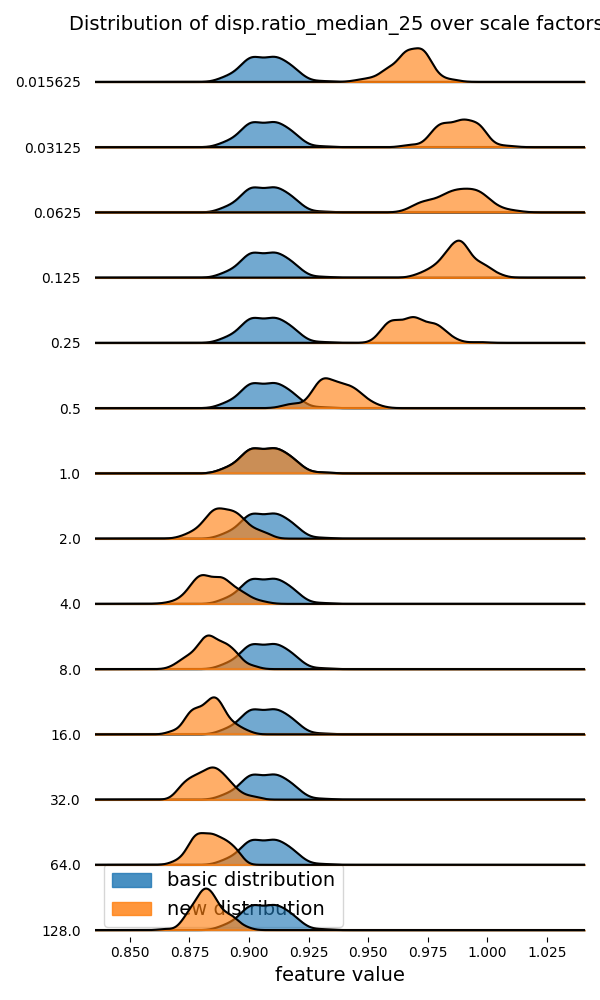 Distribution of disp.ratio_median_25 over scale factors
0.015625
0.03125
0.0625
0.125
0.25
0.5
1.0
2.0
4.0
8.0
16.0
32.0
64.0
basic distribution
new distribution
128.0
0.850 0.875 0.900 0.925 0.950 0.975 1.000 1.025
feature value